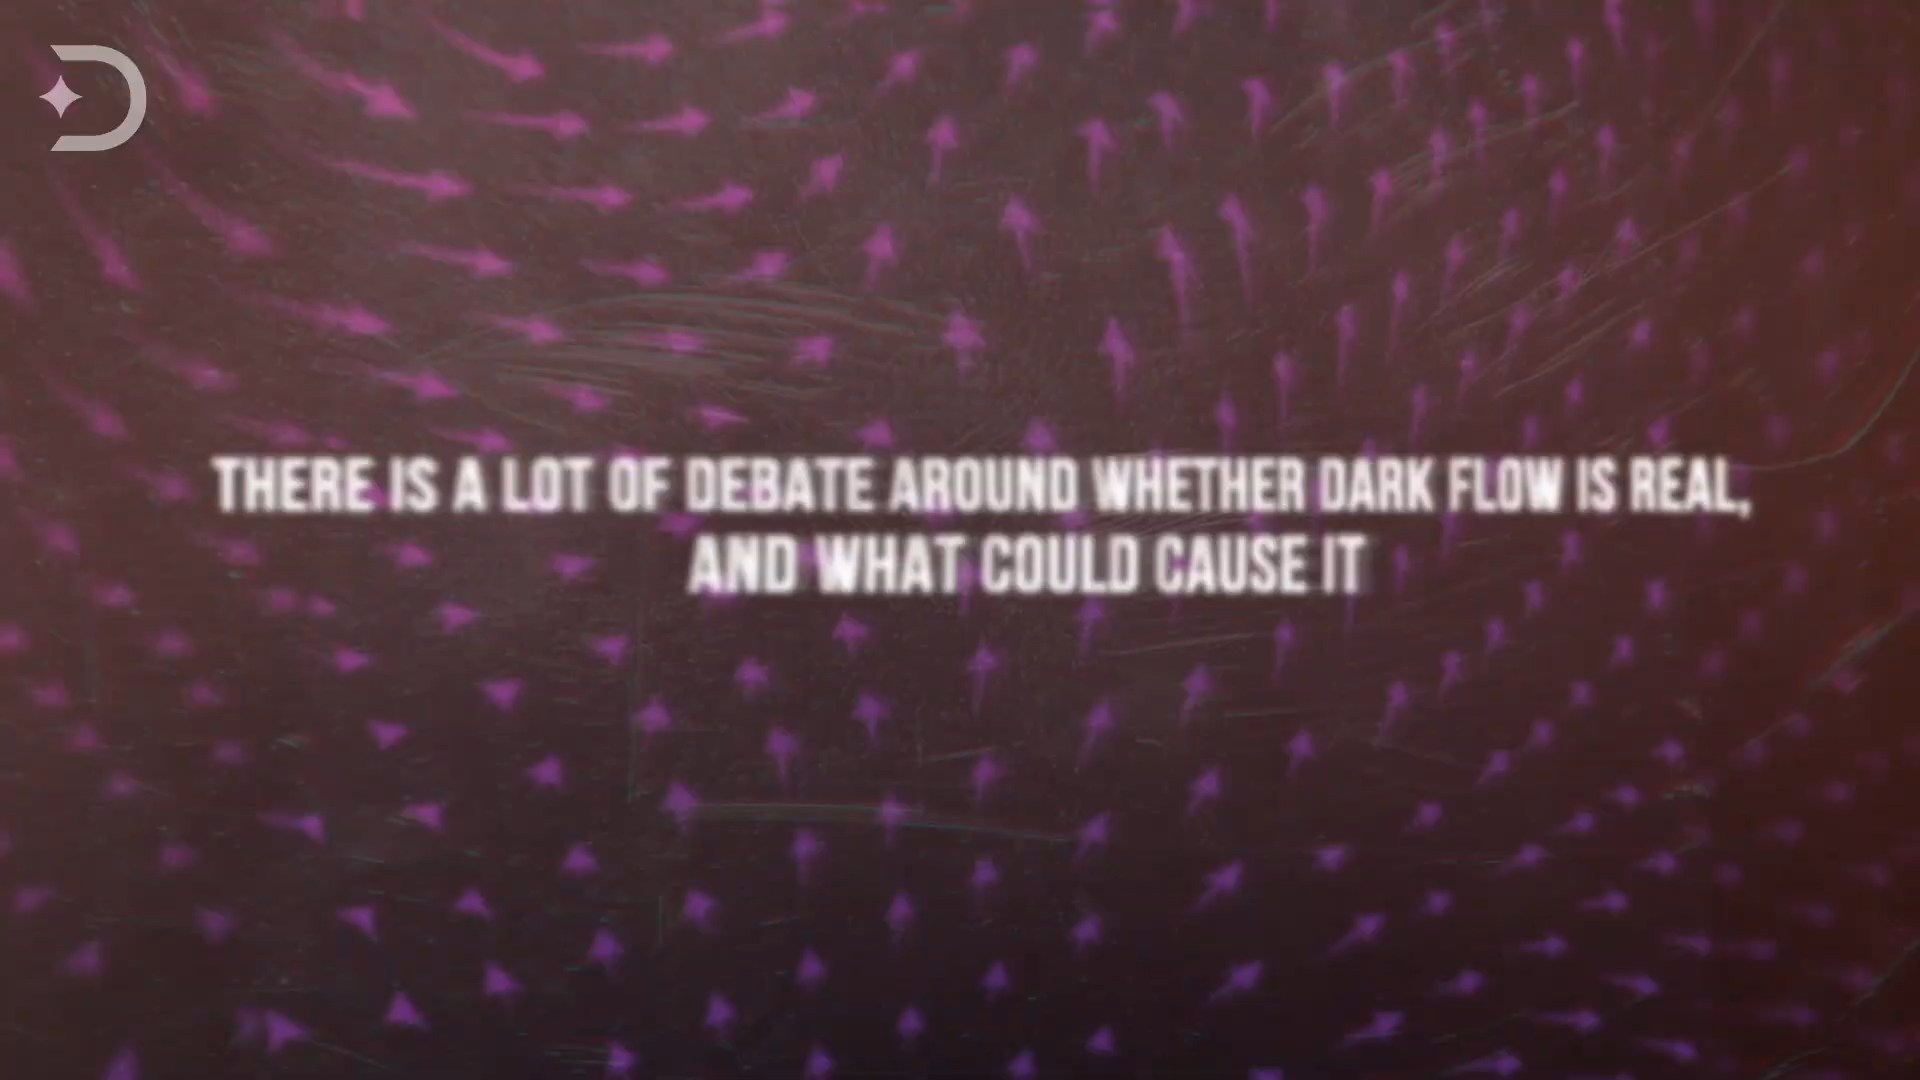 THERE IS A LOT OF DEBATE AROUND WHETHER DARK FLOW IS REAL,
AND WHAT COULD CAUSE IT